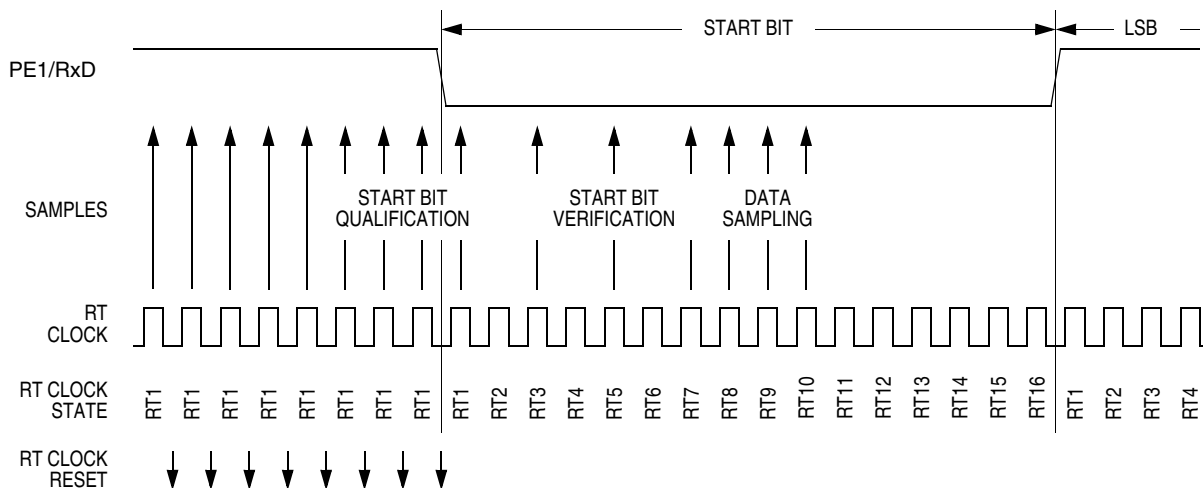 START BIT
LSB
PE1/RxD
SAMPLES
START BIT
QUALIFICATION
START BIT
VERIFICATION
DATA
SAMPLING
RT
CLOCK
RT CLOCK
STATE
RT1 RT1 RT1 RT1 RT1 RT1 RT1 RT1 RT1 RT2 RT3 RT4 RT5 RT6 RT7 RT8 RT9 RT10 RT11 RT12 RT13 RT14 RT15 RT16 RT1 RT2 RT3 RT4
RT CLOCK
RESET